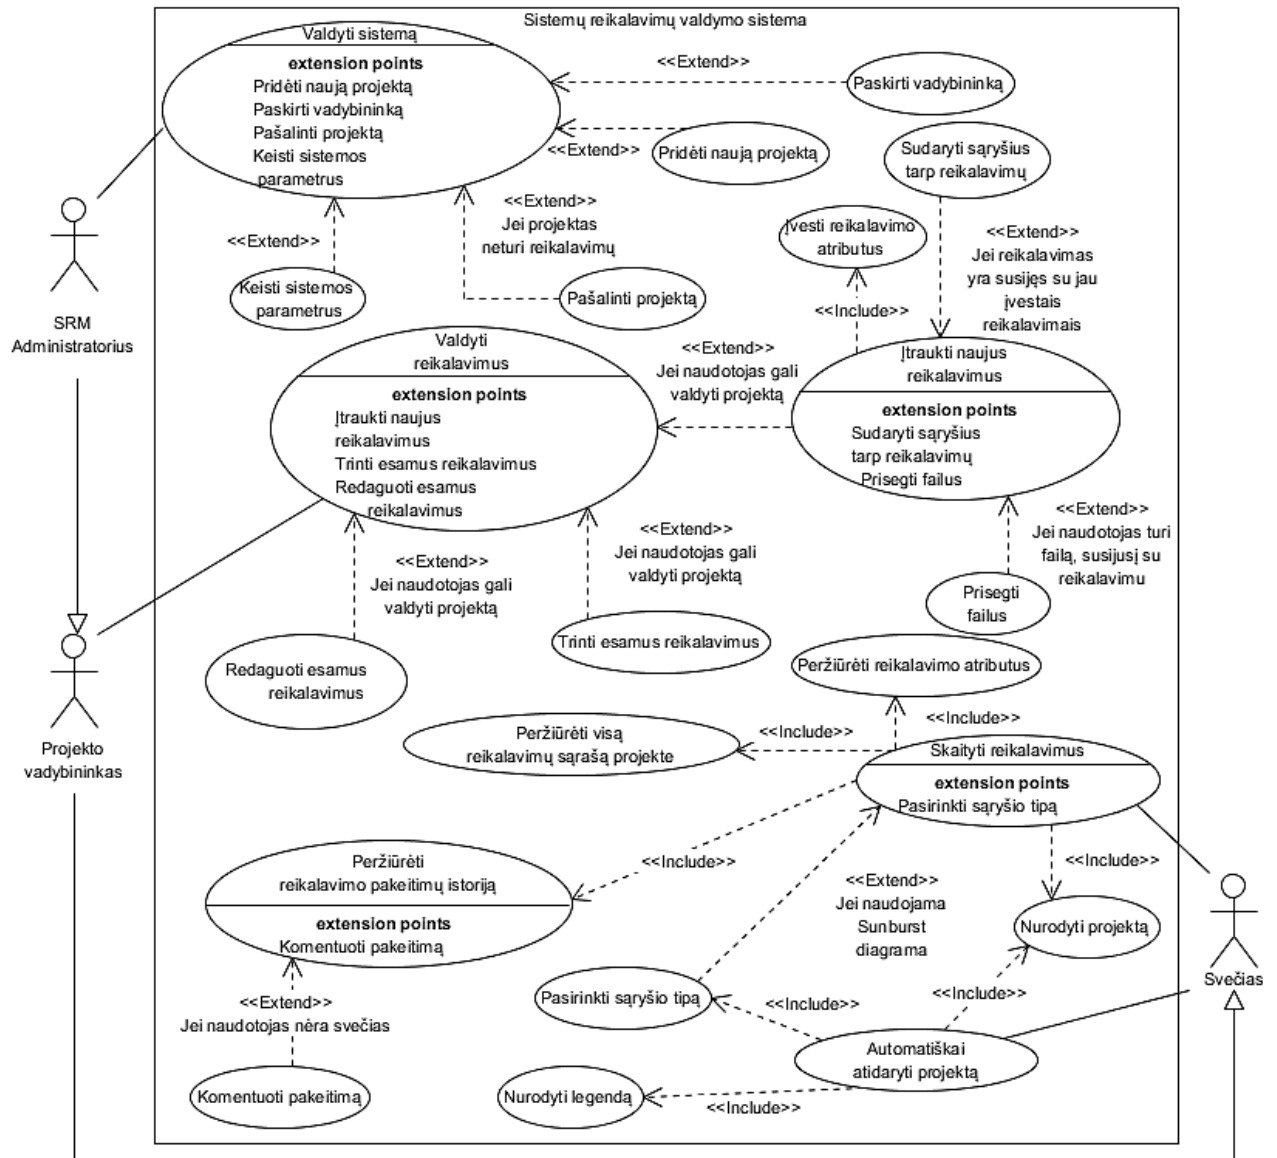 Sistemų reikalavimų valdymo sistema
Valdyti sistemą
extension points
Pridėti naują projektą
Paskirti vadybininką
Pašalinti projektą
Keisti sistemos
parametrus
<<Extend>>
Paskirti vadybininką
<<Extend>>
Pridėti naują projektą
Sudaryti sąryšius
tarp reikalavimų
<<Extend>>
Keisti sistemos
parametrus
<<Extend>>
Jei projektas
neturi reikalavimų
Pašalinti projektą
Įvesti reikalavimo
atributus
<<Include>>
<<Extend>>
Jei reikalavimas
yra susijęs su jau
įvestais
reikalavimais
SRM
Administratorius
Valdyti
reikalavimus
extension points
Įtraukti naujus
reikalavimus
Trinti esamus reikalavimus
Redaguoti esamus
reikalavimus
<<Extend>>
Jei naudotojas gali
valdyti projektą
Įtraukti naujus
reikalavimus
extension points
Sudaryti sąryšius
tarp reikalavimų
Prisegti failus
<<Extend>>
Jei naudotojas gali
valdyti projektą
<<Extend>>
Jei naudotojas gali
valdyti projektą
<<Extend>>
Jei naudotojas turi
failą, susijusį su
reikalavimu
Prisegti
failus
Redaguoti esamus
reikalavimus
Trinti esamus reikalavimus
Peržiūrėti reikalavimo atributus
Projekto
vadybininkas
Peržiūrėti visą
reikalavimų sąrašą projekte
<<Include>>
<<Include>>
Skaityti reikalavimus
extension points
Pasirinkti sąryšio tipą
Peržiūrėti
reikalavimo pakeitimų istoriją
extension points
Komentuoti pakeitimą
<<Include>>
<<Extend>>
Jei naudojama
Sunburst
diagrama
<<Include>>
Nurodyti projektą
Svečias
<<Extend>>
Jei naudotojas nėra svečias
Pasirinkti sąryšio tipą
<<Include>>
<<Include>>
Automatiškai
atidaryti projektą
Komentuoti pakeitimą
Nurodyti legendą
<<Include>>